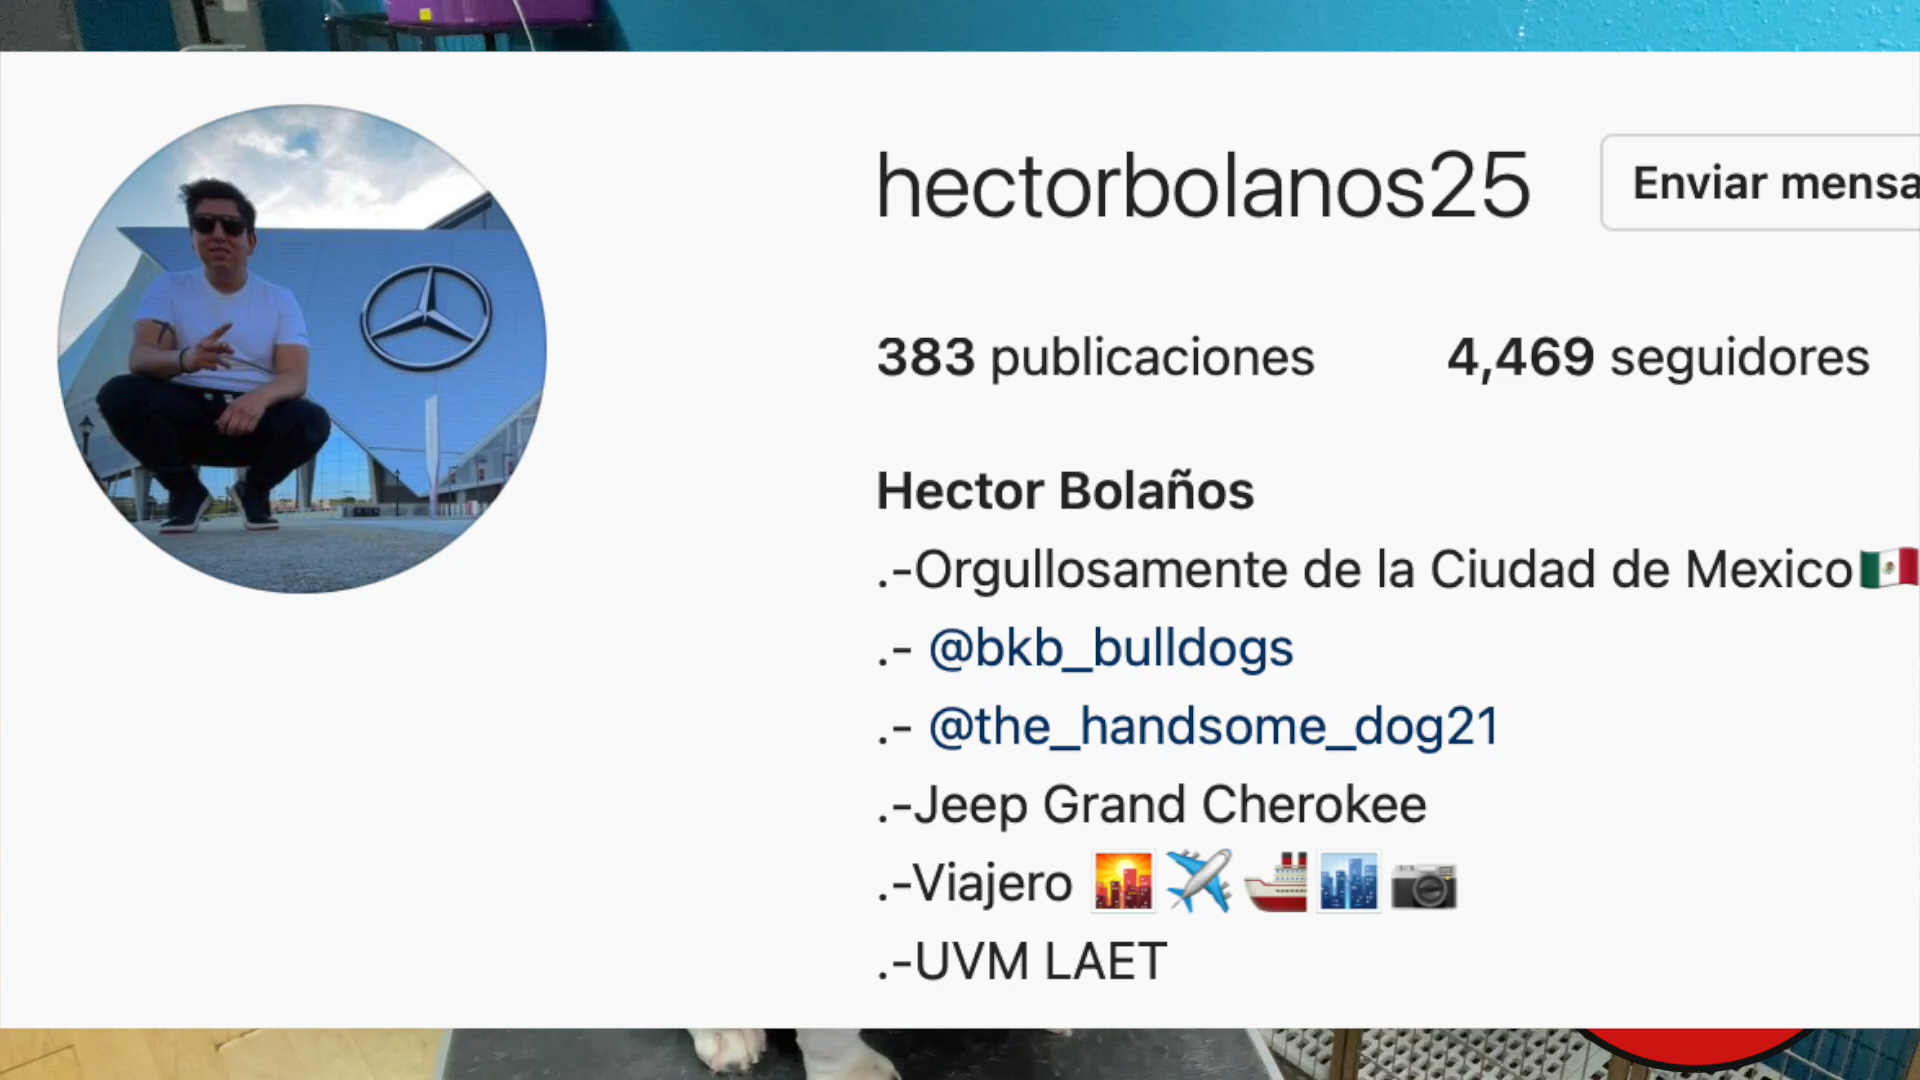 hectorbolanos25
Enviar mensa
383 publicaciones 4,469 seguidores
Hector Bolaños
.-Orgullosamente de la Ciudad de Mexico🇲🇽
.- @bkb_bulldogs
.- @the_handsome_dog21
.-Jeep Grand Cherokee
.-Viajero 🌇✈️🚢🏙️📷
.-UVM LAET